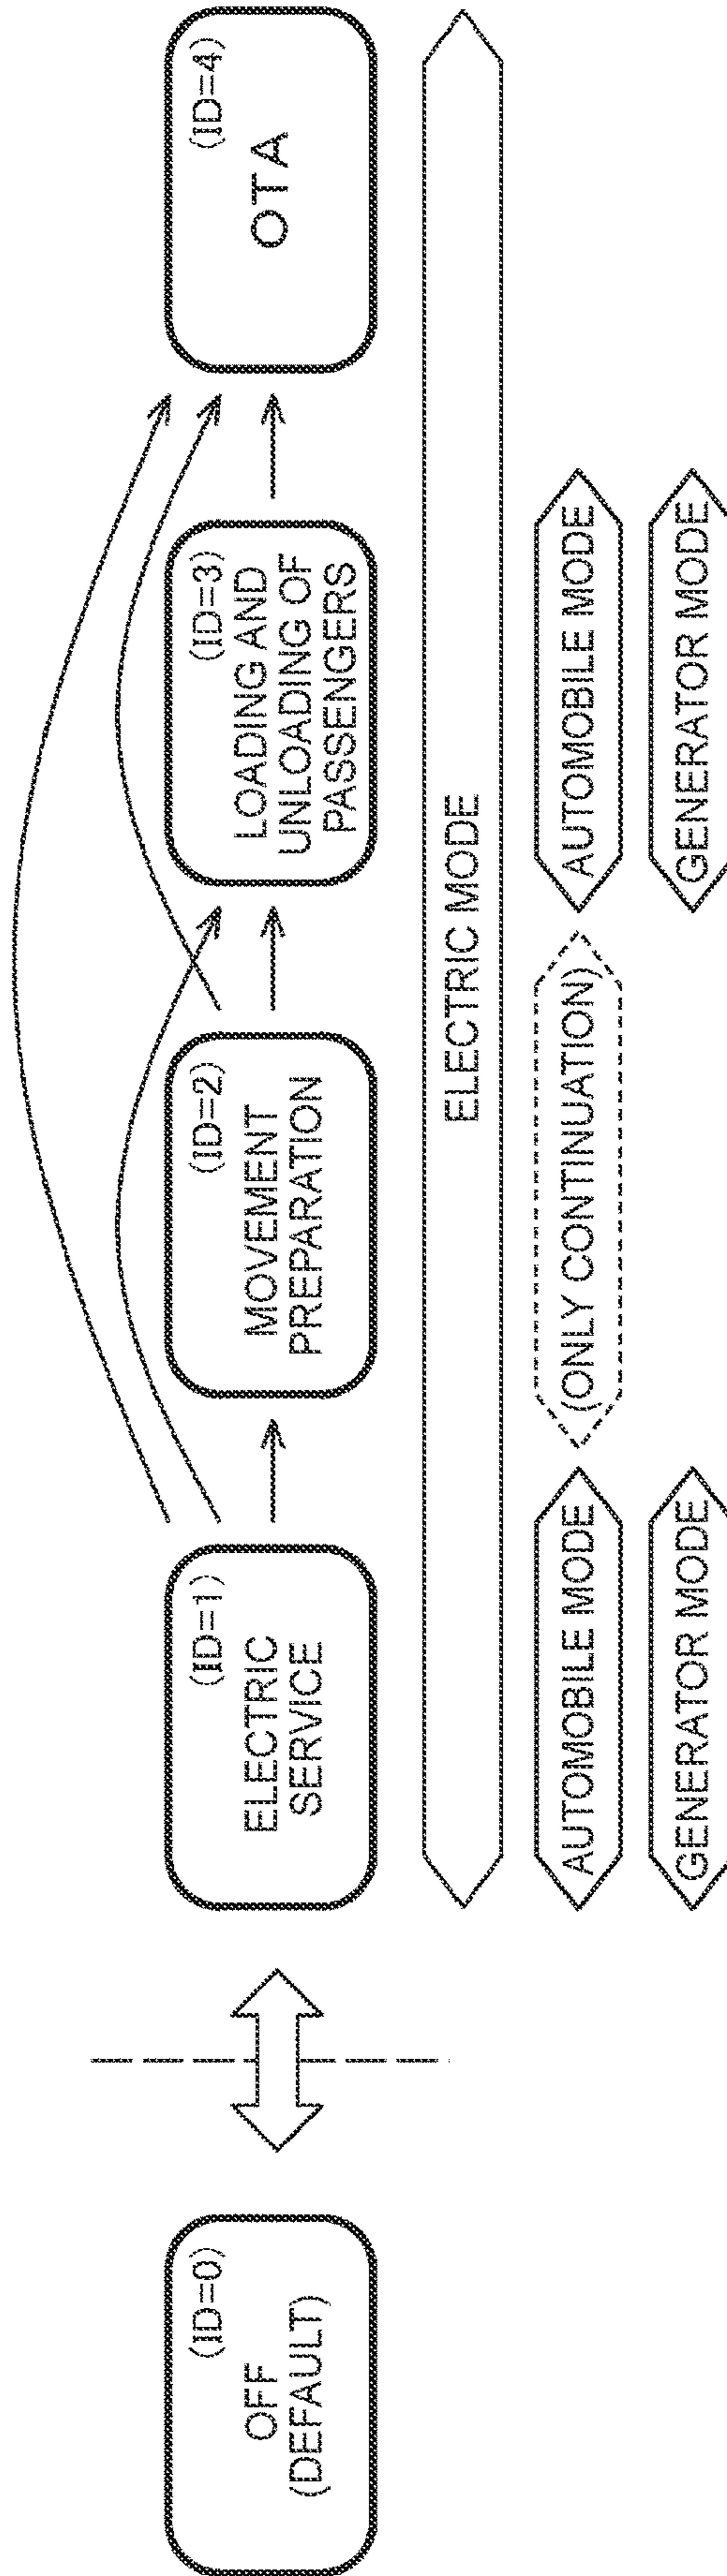 (ID=0)
OFF
(DEFAULT)
(ID=1)
ELECTRIC
SERVICE
(ID=2)
MOVEMENT
PREPARATION
(ID=3)
LOADING AND
UNLOADING OF
PASSENGERS
(ID=4)
OTA
ELECTRIC MODE
AUTOMOBILE MODE
(ONLY CONTINUATION)
AUTOMOBILE MODE
GENERATOR MODE
GENERATOR MODE